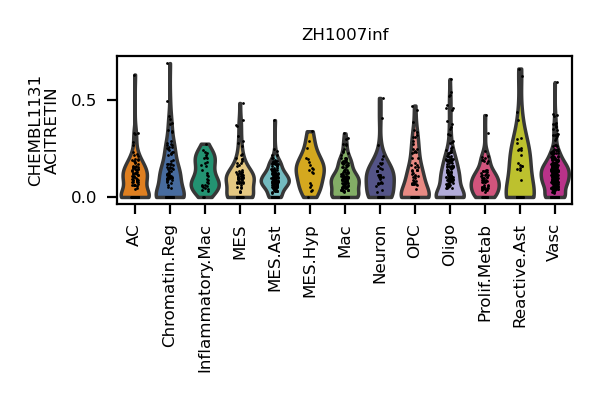 ZH1007inf
CHEMBL1131
ACITRETIN
0.5
0.0
AC
Chromatin.Reg
Inflammatory.Mac
MES
MES.Ast
MES.Hyp
Mac
Neuron
OPC
Oligo
Prolif.Metab
Reactive.Ast
Vasc